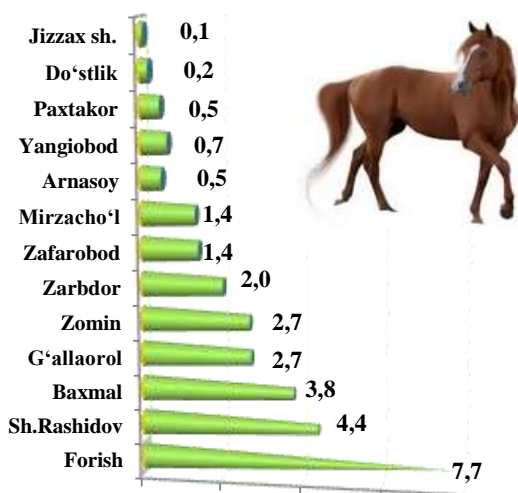 Jizzax sh. 0,1
Do‘stlik 0,2
Paxtakor 0,5
Yangiobod 0,7
Arnasoy 0,5
Mirzacho‘l 1,4
Zafarobod 1,4
Zarbdor 2,0
Zomin 2,7
G‘allaorol 2,7
Baxmal 3,8
Sh.Rashidov 4,4
Forish 7,7